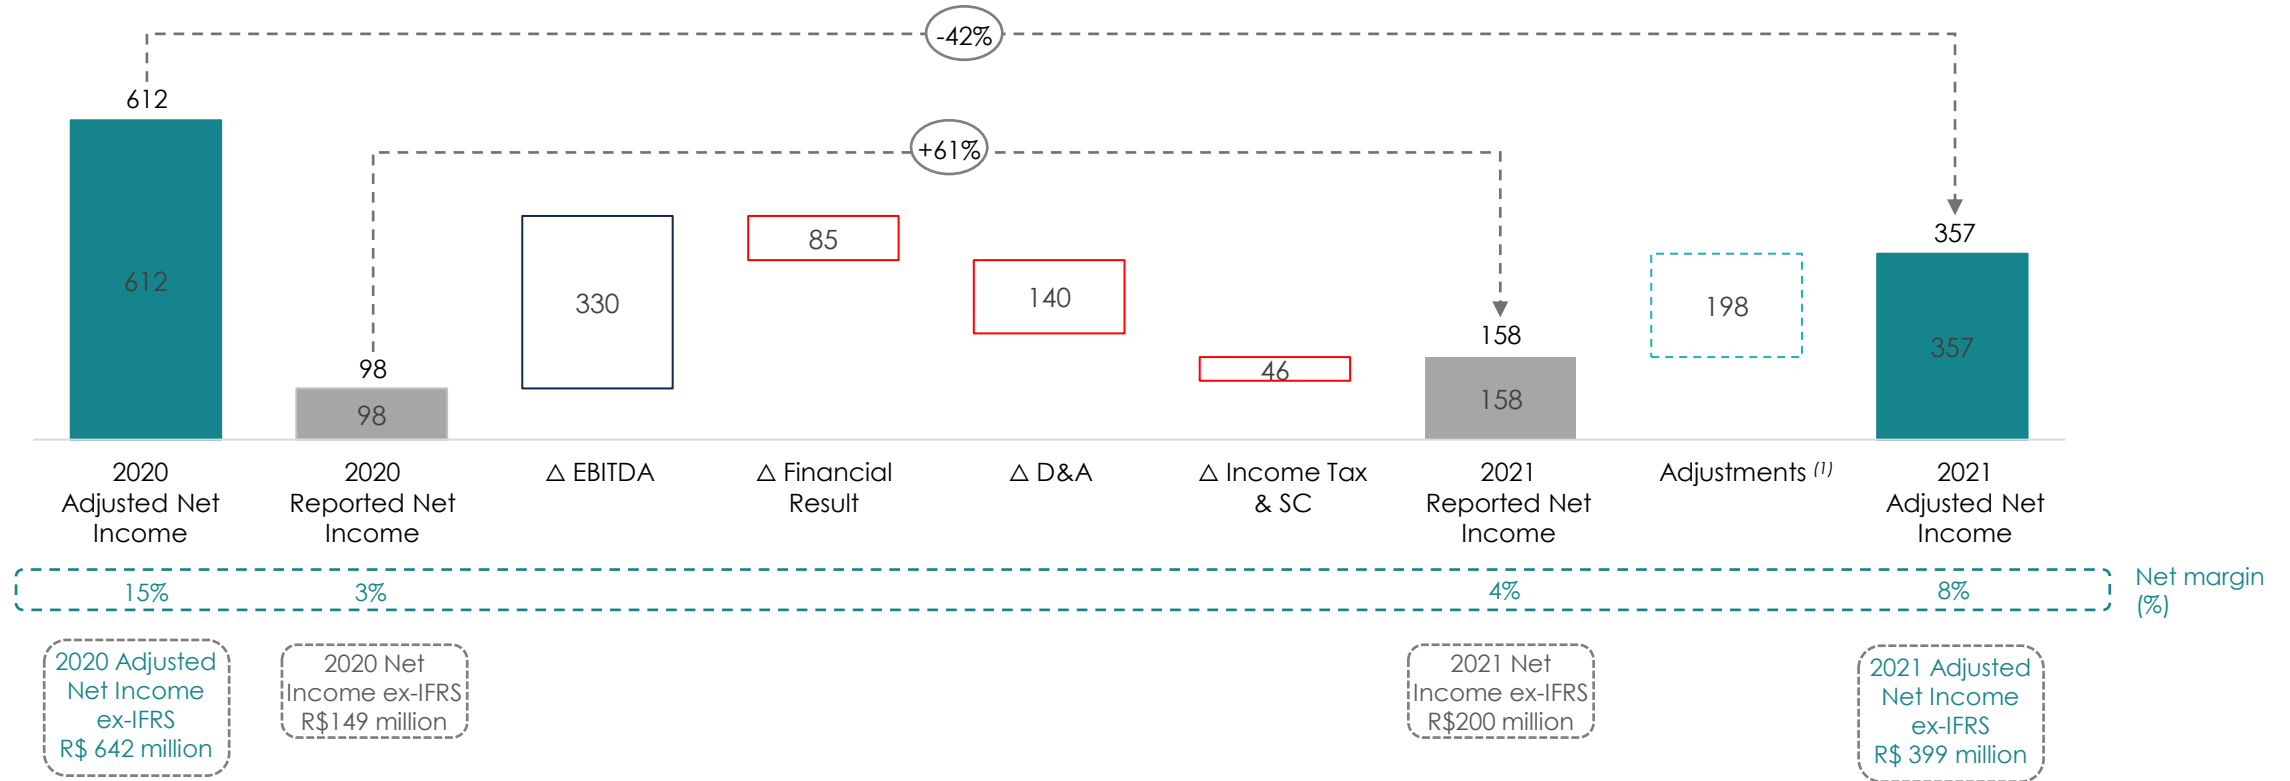 -42%
612
+61%
357
85
612
330
140
198
158
357
98
46
98
158
2020
Adjusted Net
Income
2020
Reported Net
Income
△ EBITDA
△ Financial
Result
△ D&A
△ Income Tax
& SC
2021
Reported Net
Income
Adjustments (1)
2021
Adjusted Net
Income
15%
3%
4%
8%
Net margin
(%)
2020 Adjusted
Net Income
ex-IFRS
R$ 642 million
2020 Net
Income ex-IFRS
R$149 million
2021 Net
Income ex-IFRS
R$200 million
2021 Adjusted
Net Income
ex-IFRS
R$ 399 million